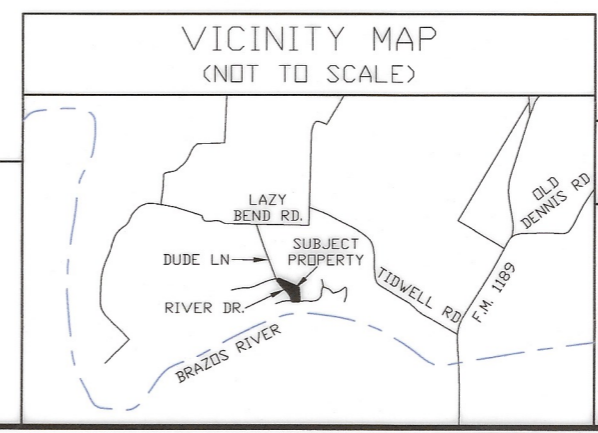 VICINITY MAP
(NOT TO SCALE)
LAZY
BEND RD.
OLD
DENNIS RD
SUBJECT
PROPERTY
DUDE LN
TIDWELL RD
F.M. 1189
RIVER DR.
BRAZOS RIVER